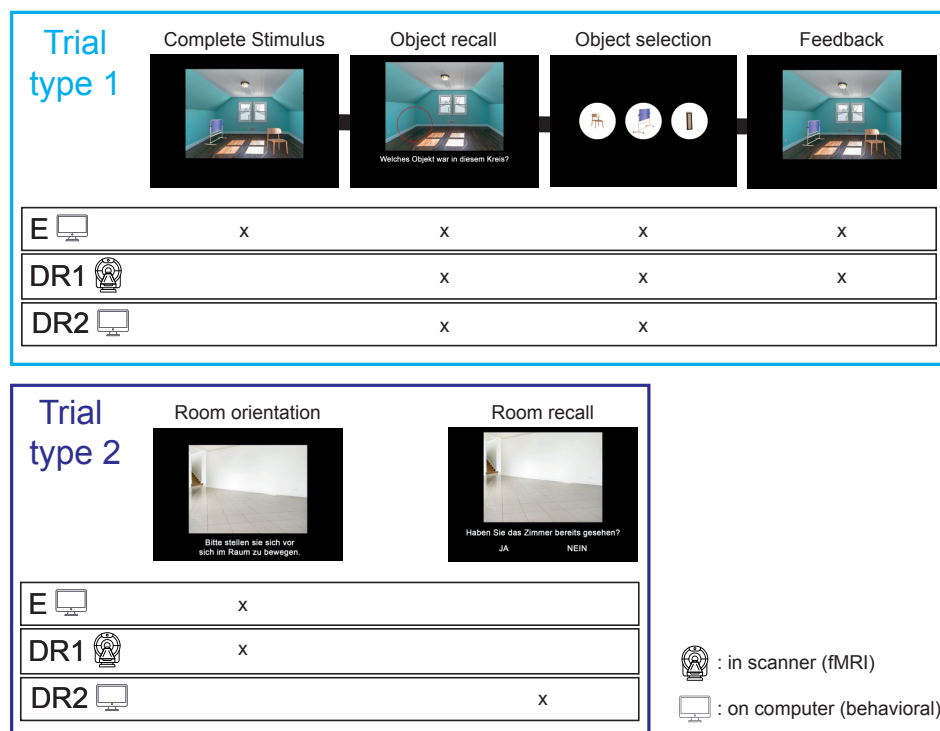 Trial
type 1
Complete Stimulus
Object recall
Object selection
Feedback
Welches Objekt war in diesem Kreis?
E
x
x
x
x
DR1
x
x
x
DR2
x
x
Trial
type 2
Room orientation
Room recall
Bitte stellen sie sich vor
sich im Raum zu bewegen.
Haben Sie das Zimmer bereits gesehen?
JA
NEIN
E
x
DR1
x
DR2
x
: in scanner (fMRI)
: on computer (behavioral)